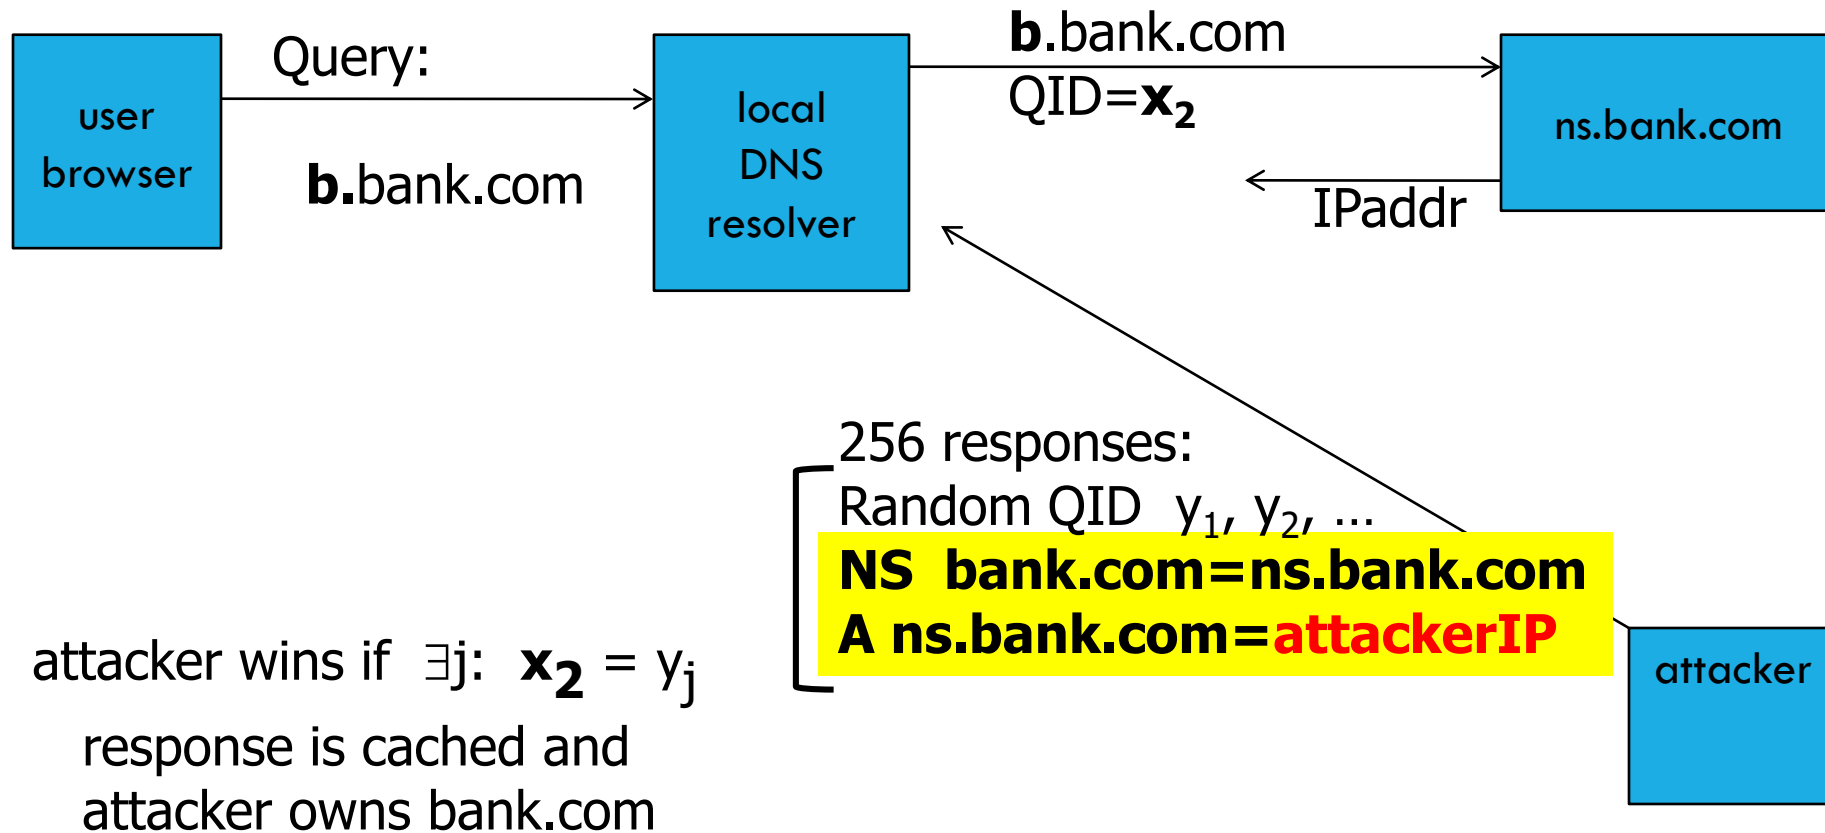 user
browser
Query:
b.bank.com
local
DNS
resolver
b.bank.com
QID=x₂
ns.bank.com
IPaddr
256 responses:
Random QID y₁, y₂, …
NS bank.com=ns.bank.com
A ns.bank.com=attackerIP
attacker
attacker wins if ∃j: x₂ = yⱼ
response is cached and
attacker owns bank.com